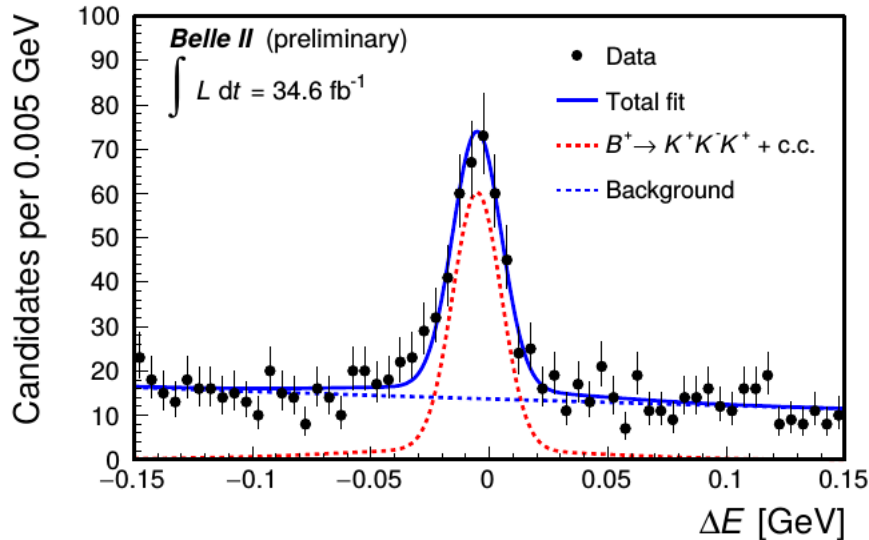 Belle II (preliminary)
∫ L dt = 34.6 fb⁻¹
Data
Total fit
B⁺→ K⁺K⁻K⁺ + c.c.
Background
Candidates per 0.005 GeV
100
90
80
70
60
50
40
30
20
10
0
−0.15 −0.1 −0.05 0 0.05 0.1 0.15
ΔE [GeV]